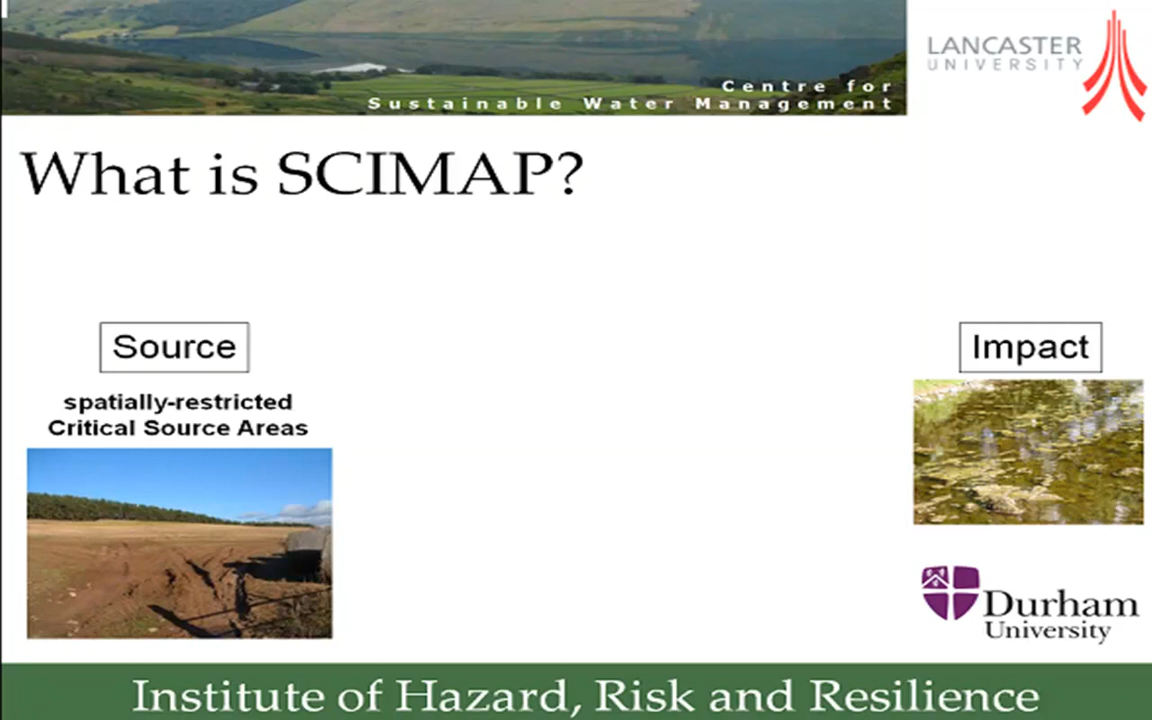 Centre for
Sustainable Water Management
LANCASTER
UNIVERSITY
What is SCIMAP?
Source
spatially-restricted
Critical Source Areas
Impact
Durham
University
Institute of Hazard, Risk and Resilience